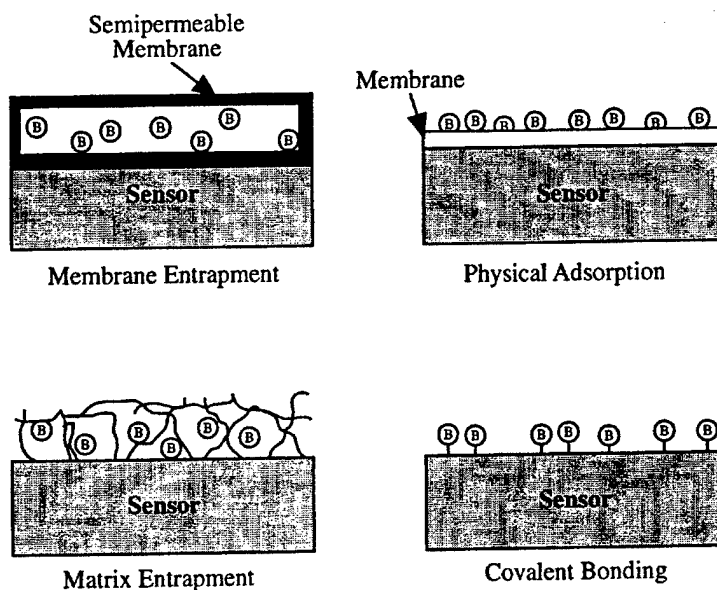 Semipermeable
Membrane
B B B B B B B
Sensor
Membrane Entrapment
Membrane
B B B B B B B B
Sensor
Physical Adsorption
B B B B B B
Sensor
Matrix Entrapment
B B B B B B B
Sensor
Covalent Bonding